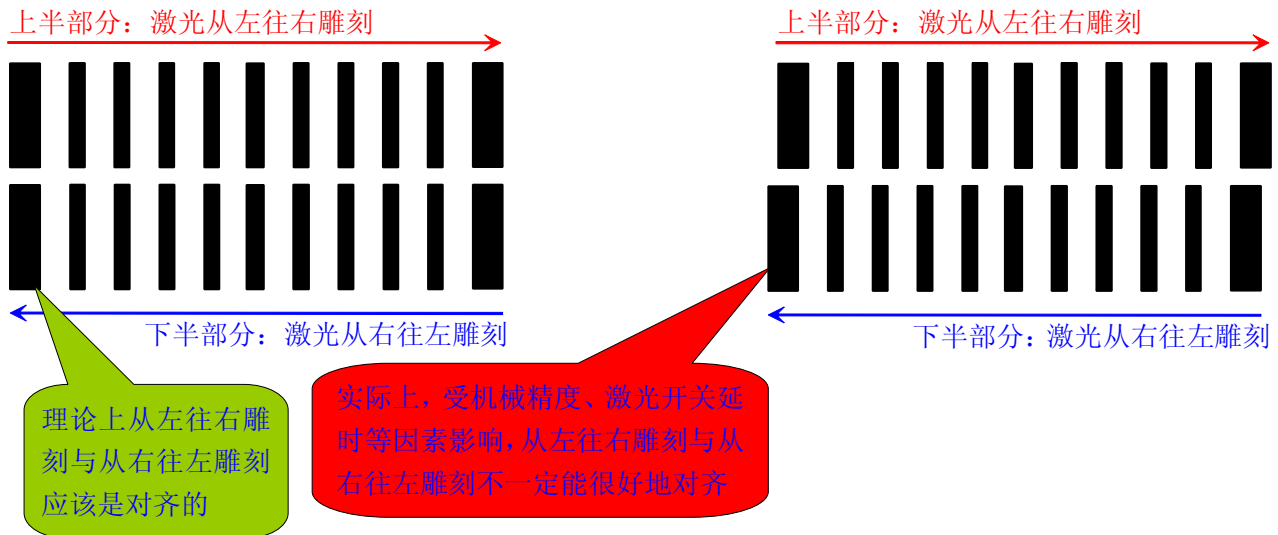 上半部分：激光从左往右雕刻
下半部分：激光从右往左雕刻
理论上从左往右雕
刻与从右往左雕刻
应该是对齐的
上半部分：激光从左往右雕刻
下半部分：激光从右往左雕刻
实际上，受机械精度、激光开关延
时等因素影响，从左往右雕刻与从
右往左雕刻不一定能很好地对齐